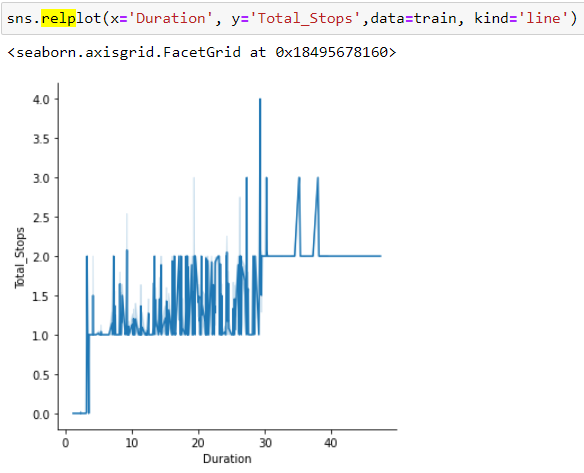 sns.relplot(x='Duration', y='Total_Stops',data=train, kind='line')
<seaborn.axisgrid.FacetGrid at 0x18495678160>
4.0
3.5
3.0
2.5
2.0
1.5
1.0
0.5
0.0
Total_Stops
0 10 20 30 40
Duration